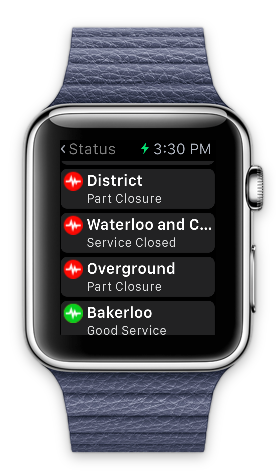 Status 3:30 PM
District
Part Closure
Waterloo and C...
Service Closed
Overground
Part Closure
Bakerloo
Good Service